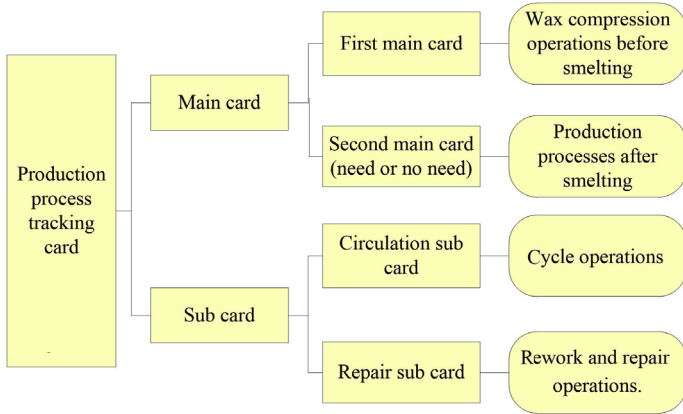 Production
process
tracking
card
Main card
Sub card
First main card
Second main card
(need or no need)
Circulation sub
card
Repair sub card
Wax compression
operations before
smelting
Production
processes after
smelting
Cycle operations
Rework and repair
operations.